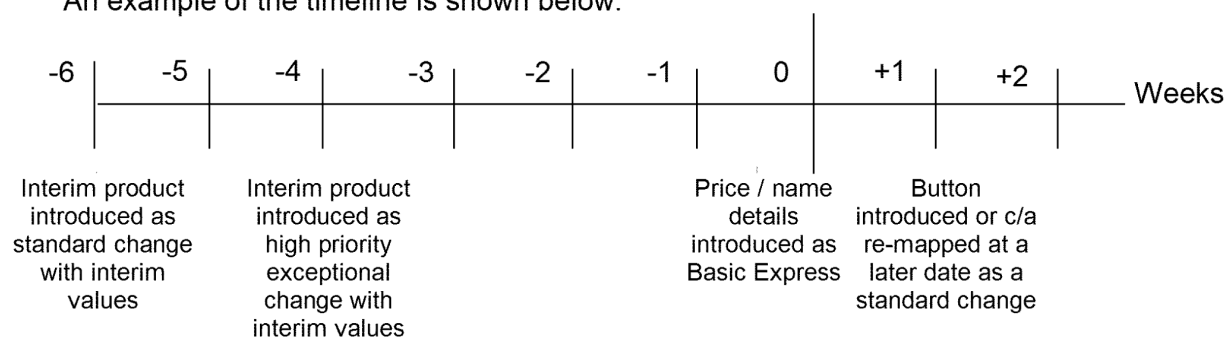 An example of the timeline is shown below.
-6 -5 -4 -3 -2 -1 0 +1 +2
Weeks
Interim product
introduced as
standard change
with interim
values
Interim product
introduced as
high priority
exceptional
change with
interim values
Price / name
details
introduced as
Basic Express
Button
introduced or c/a
re-mapped at a
later date as a
standard change